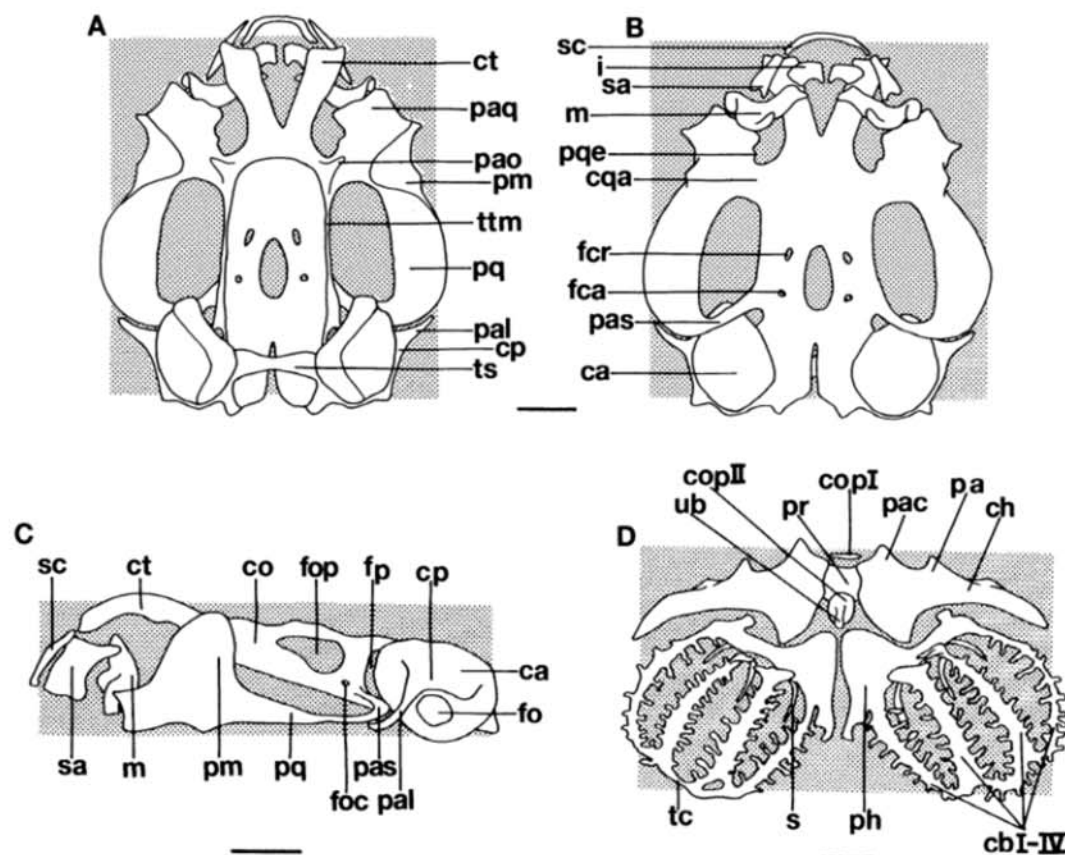 A
ct
paq
pao
pm
ttm
pq
pal
cp
ts
B
sc
i
sa
m
pqe
cqa
fcr
fca
pas
ca
C
sc
ct
co
fop
fp
cp
ca
fo
sa
m
pm
pq
foc
pas
pal
D
copII
ub
pr
copI
pac
pa
ch
tc
s
ph
cbI-IV